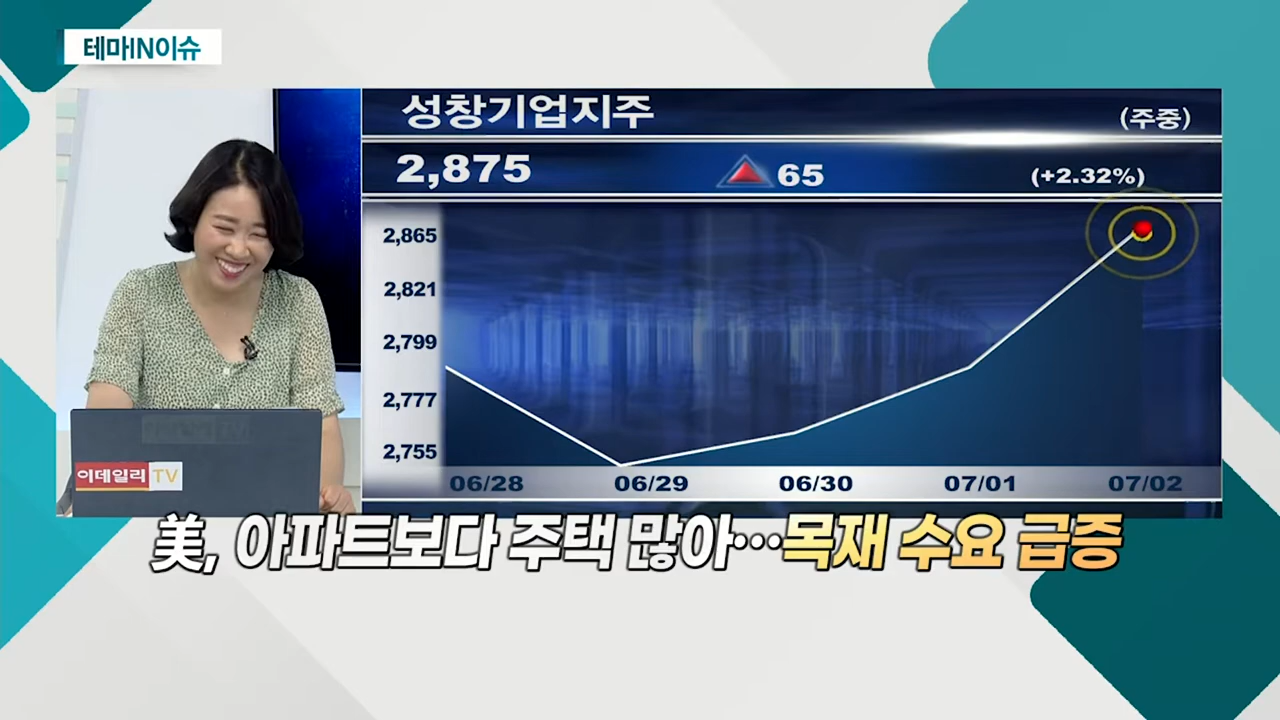 테마IN이슈
성창기업지주
(주중)
2,875 65 (+2.32%)
2,865
2,821
2,799
2,777
2,755
06/28 06/29 06/30 07/01 07/02
이데일리TV
美, 아파트보다 주택 많아…목재 수요 급증